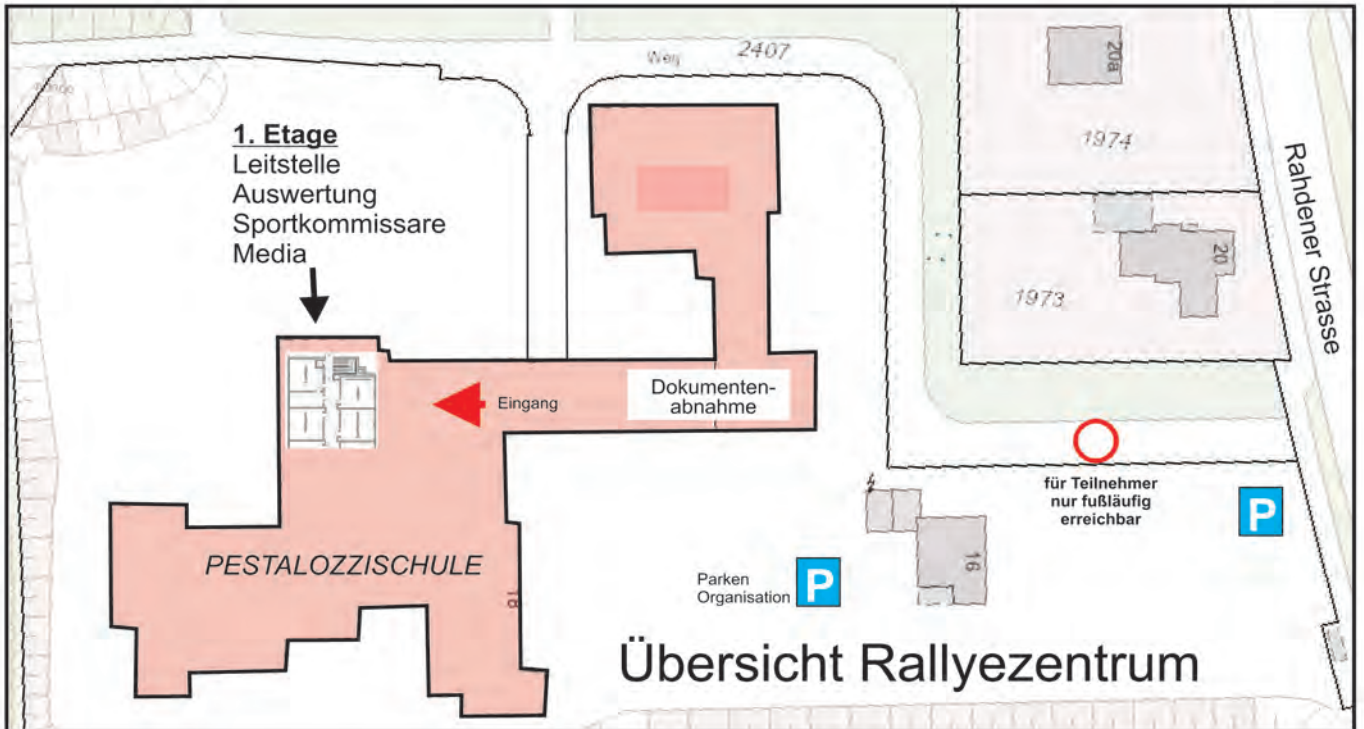 Weg 2407
20a
1. Etage
Leitstelle
Auswertung
Sportkommissare
Media
1974
Rahdener Strasse
20
1973
Eingang
Dokumenten-
abnahme
für Teilnehmer
nur fußläufig
erreichbar
P
PESTALOZZISCHULE
18
16
Parken
Organisation
P
Übersicht Rallyezentrum